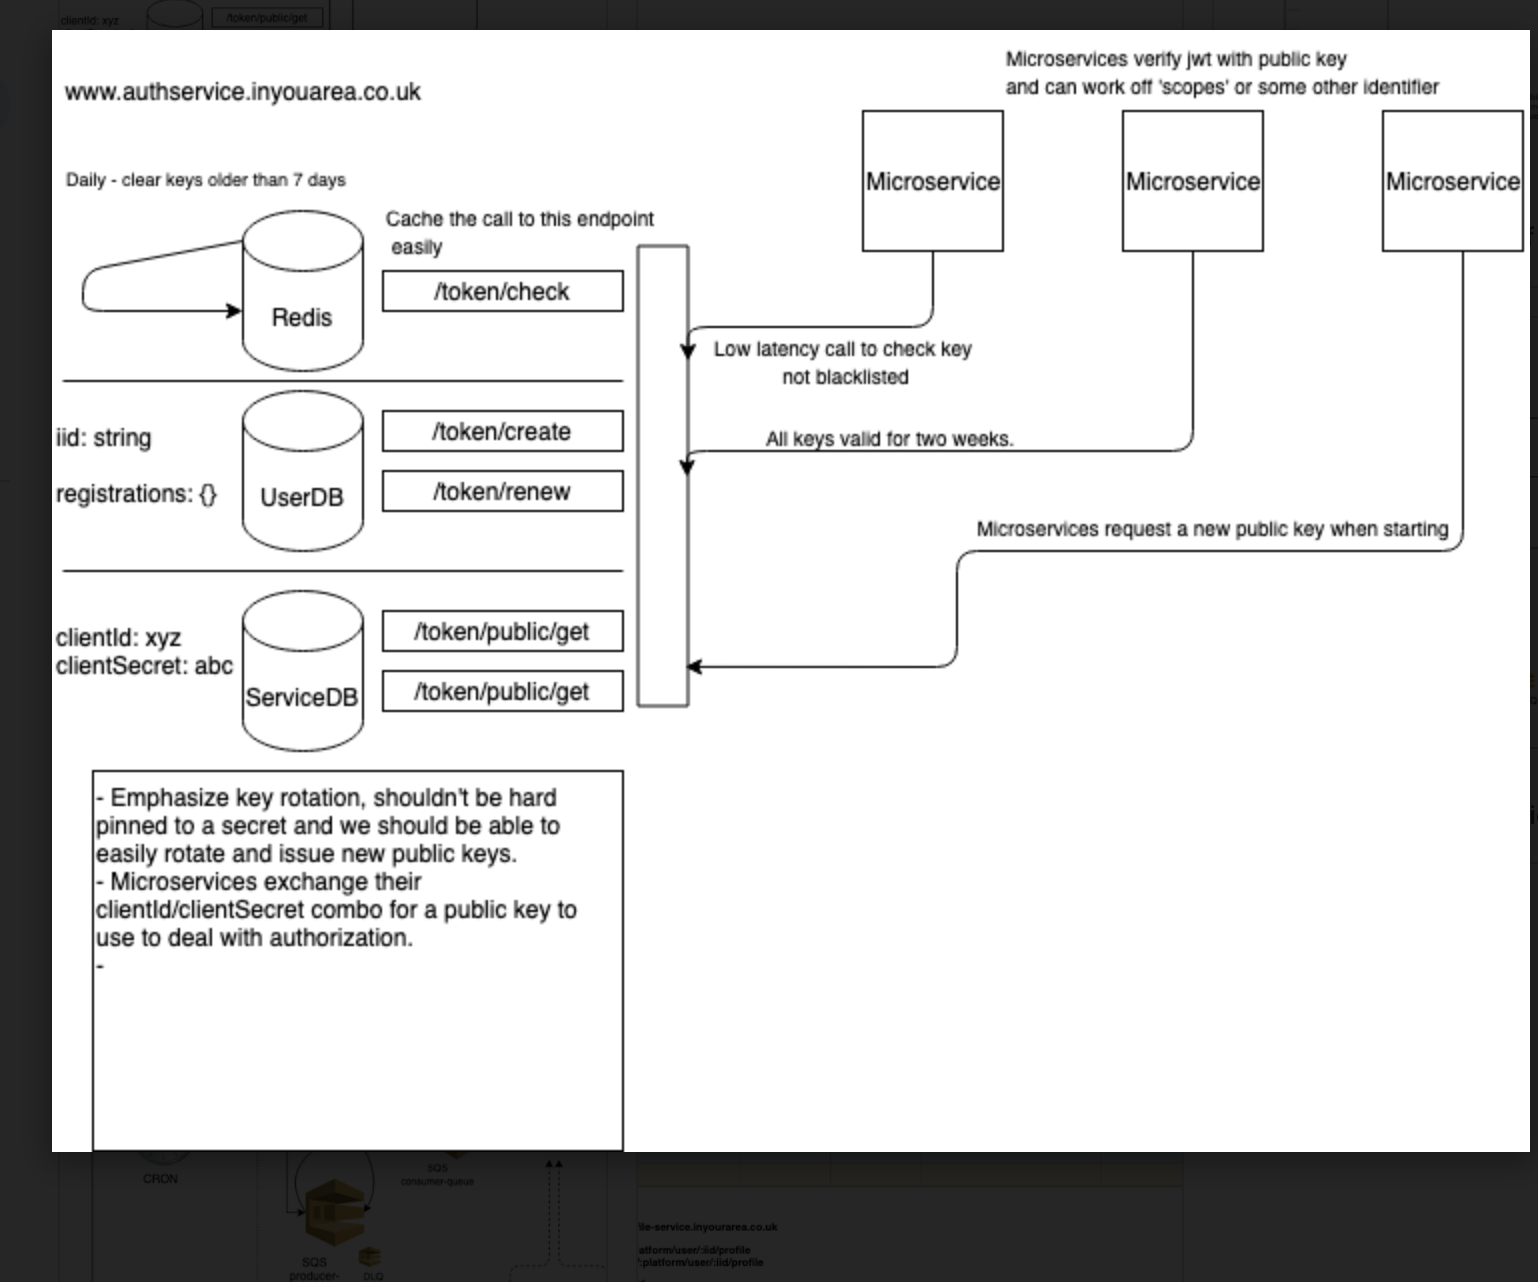 clientId: xyz
/token/public/get
www.authservice.inyouarea.co.uk
Microservices verify jwt with public key
and can work off 'scopes' or some other identifier
Microservice
Microservice
Microservice
Daily - clear keys older than 7 days
Cache the call to this endpoint
easily
/token/check
Redis
Low latency call to check key
not blacklisted
/token/create
iid: string
All keys valid for two weeks.
/token/renew
registrations: {}
UserDB
Microservices request a new public key when starting
/token/public/get
clientId: xyz
clientSecret: abc
/token/public/get
ServiceDB
- Emphasize key rotation, shouldn't be hard
pinned to a secret and we should be able to
easily rotate and issue new public keys.
- Microservices exchange their
clientId/clientSecret combo for a public key to
use to deal with authorization.
-
CRON
SQS
consumer-queue
SQS
producer-
DLQ
ile-service.inyourarea.co.uk
atform/user/:iid/profile
':platform/user/:iid/profile